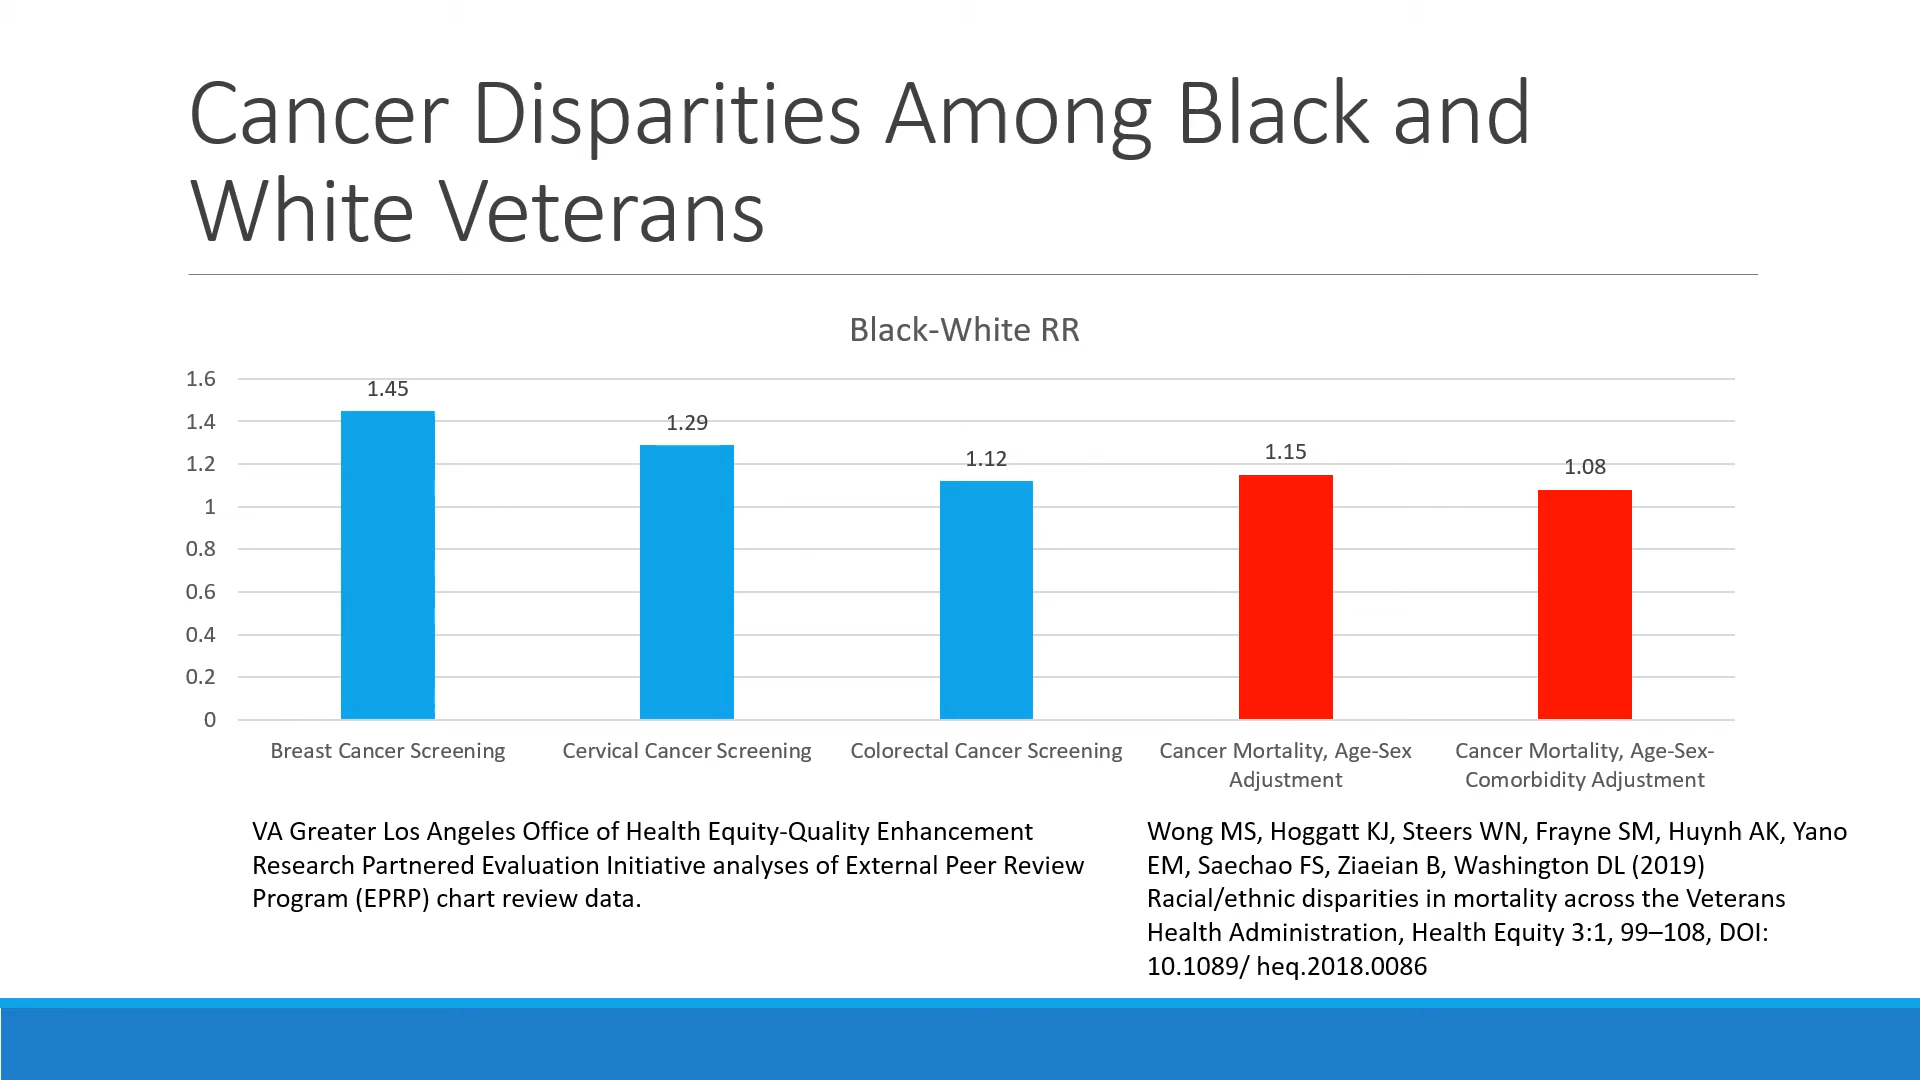 Cancer Disparities Among Black and
White Veterans
Black-White RR
1.6
1.4
1.2
1
0.8
0.6
0.4
0.2
0
1.45
1.29
1.12
1.15
1.08
Breast Cancer Screening
Cervical Cancer Screening
Colorectal Cancer Screening
Cancer Mortality, Age-Sex
Adjustment
Cancer Mortality, Age-Sex-
Comorbidity Adjustment
VA Greater Los Angeles Office of Health Equity-Quality Enhancement
Research Partnered Evaluation Initiative analyses of External Peer Review
Program (EPRP) chart review data.
Wong MS, Hoggatt KJ, Steers WN, Frayne SM, Huynh AK, Yano
EM, Saechao FS, Ziaeian B, Washington DL (2019)
Racial/ethnic disparities in mortality across the Veterans
Health Administration, Health Equity 3:1, 99–108, DOI:
10.1089/ heq.2018.0086